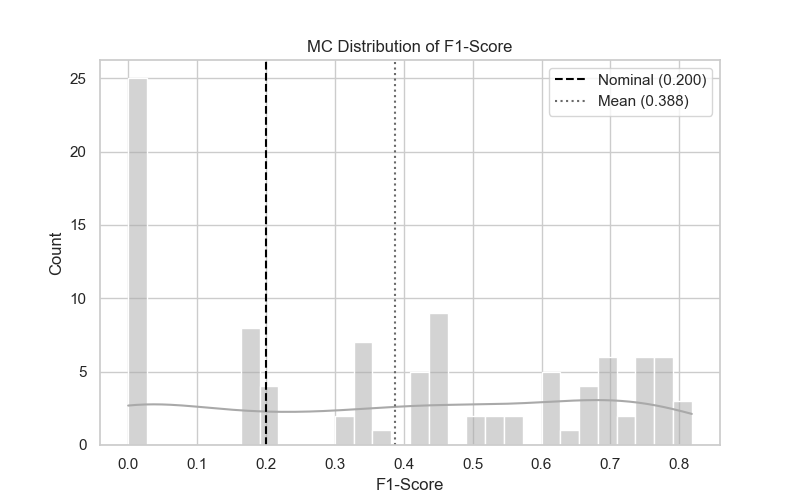 MC Distribution of F1-Score
Nominal (0.200)
Mean (0.388)
Count
25
20
15
10
5
0
0.0 0.1 0.2 0.3 0.4 0.5 0.6 0.7 0.8
F1-Score